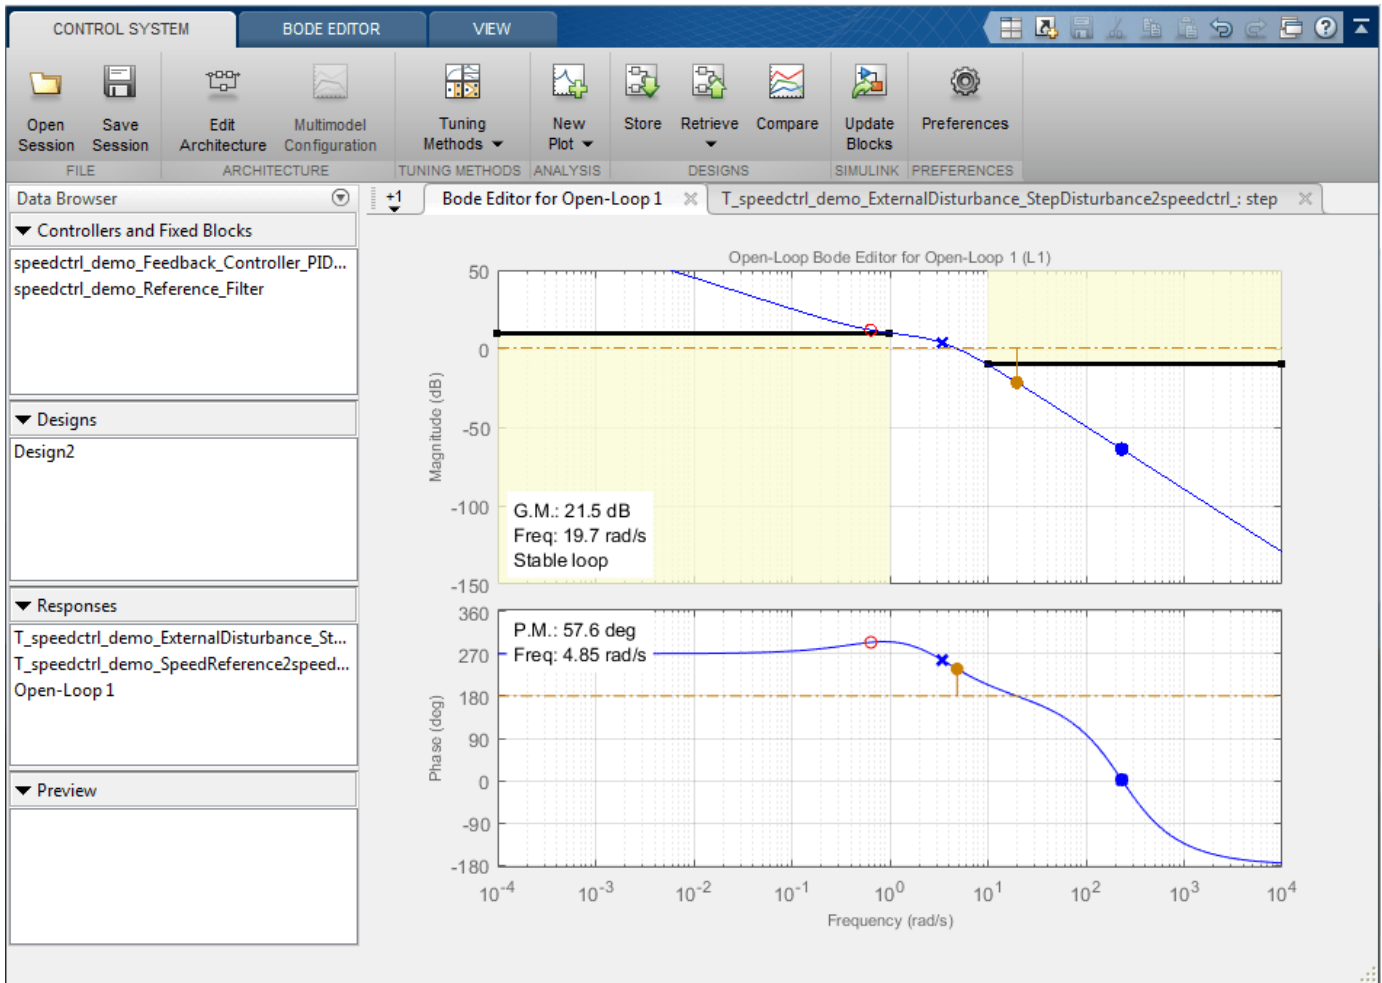 CONTROL SYSTEM
BODE EDITOR
VIEW
Open Session
Save Session
Edit Architecture
Multimodel Configuration
Tuning Methods
New Plot
Store
Retrieve
Compare
Update Blocks
Preferences
FILE
ARCHITECTURE
TUNING METHODS
ANALYSIS
DESIGNS
SIMULINK
PREFERENCES
Data Browser
Controllers and Fixed Blocks
speedctrl_demo_Feedback_Controller_PID...
speedctrl_demo_Reference_Filter
Designs
Design2
Responses
T_speedctrl_demo_ExternalDisturbance_St...
T_speedctrl_demo_SpeedReference2speed...
Open-Loop 1
Preview
+1
Bode Editor for Open-Loop 1
T_speedctrl_demo_ExternalDisturbance_StepDisturbance2speedctrl_: step
Open-Loop Bode Editor for Open-Loop 1 (L1)
50
0
-50
-100
-150
Magnitude (dB)
G.M.: 21.5 dB
Freq: 19.7 rad/s
Stable loop
360
270
180
90
0
-90
-180
Phase (deg)
P.M.: 57.6 deg
Freq: 4.85 rad/s
10⁻⁴
10⁻³
10⁻²
10⁻¹
10⁰
10¹
10²
10³
10⁴
Frequency (rad/s)